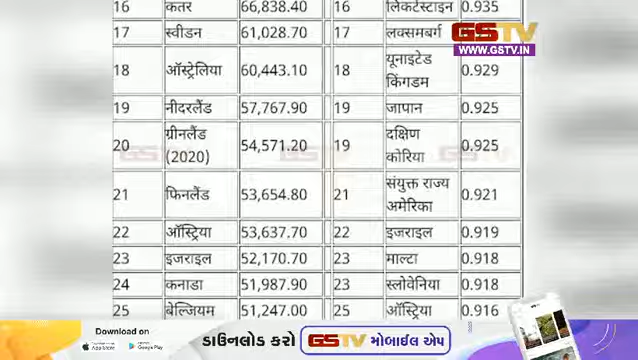 16 कतर 66,838.40 16 लिकटेंस्टाइन 0.935
GSTV
WWW.GSTV.IN
17 स्वीडन 61,028.70 17 लक्समबर्ग
18 ऑस्ट्रेलिया 60,443.10 18 यूनाइटेड किंगडम 0.929
19 नीदरलैंड 57,767.90 19 जापान 0.925
20 ग्रीनलैंड (2020) 54,571.20 19 दक्षिण कोरिया 0.925
21 फिनलैंड 53,654.80 21 संयुक्त राज्य अमेरिका 0.921
22 ऑस्ट्रिया 53,637.70 22 इजराइल 0.919
23 इजराइल 52,170.70 23 माल्टा 0.918
24 कनाडा 51,987.90 23 स्लोवेनिया 0.918
25 बेल्जियम 51,247.00 25 ऑस्ट्रिया 0.916
Download on
App Store Google Play
ડાઉનલોડ કરો GSTV મોબાઈલ એપ